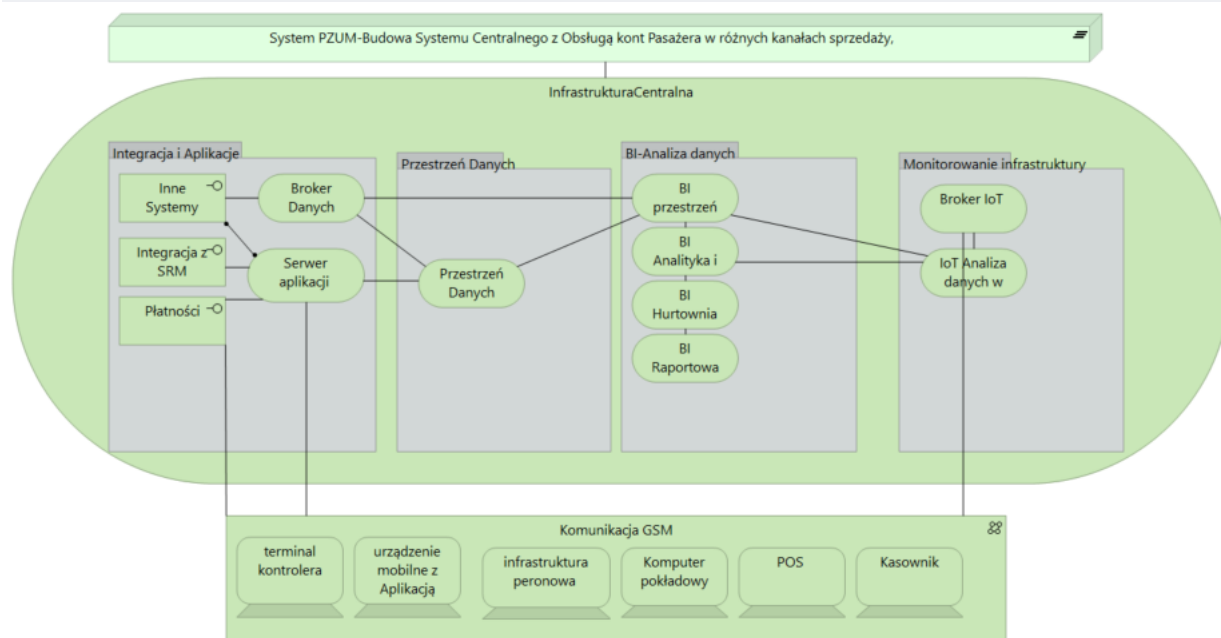 System PZUM-Budowa Systemu Centralnego z Obsługą kont Pasażera w różnych kanałach sprzedaży,
InfrastrukturaCentralna
Integracja i Aplikacje
Inne
Systemy
Broker
Danych
Integracja z
SRM
Serwer
aplikacji
Płatności
Przestrzeń Danych
Przestrzeń
Danych
BI-Analiza danych
BI
przestrzeń
BI
Analityka i
BI
Hurtownia
BI
Raportowa
Monitorowanie infrastruktury
Broker IoT
IoT Analiza
danych w
Komunikacja GSM
terminal
kontrolera
urządzenie
mobilne z
Aplikacją
infrastruktura
peronowa
Komputer
pokładowy
POS
Kasownik